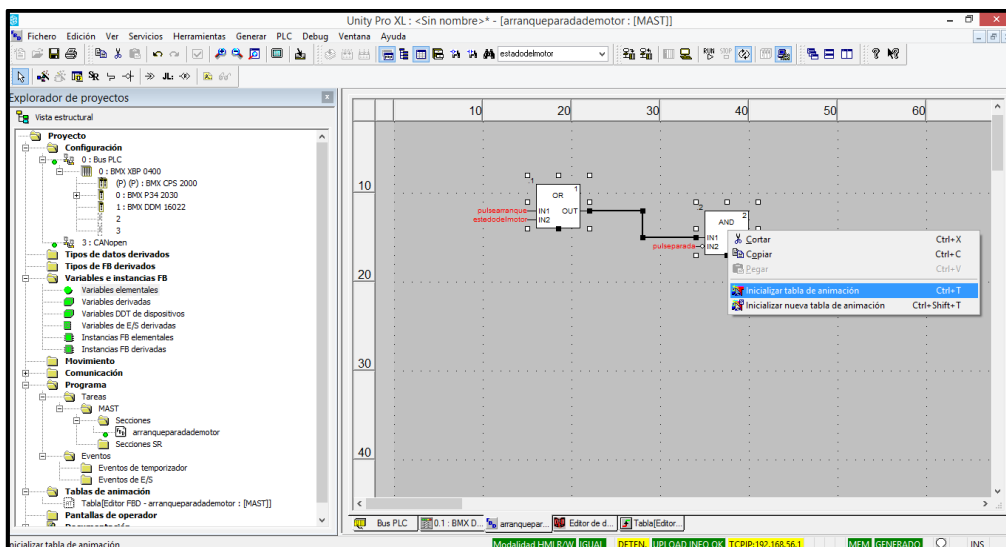 Unity Pro XL : <Sin nombre>* - [arranqueparadademotor : [MAST]]
Fichero Edición Ver Servicios Herramientas Generar PLC Debug Ventana Ayuda
estadodelmotor
Explorador de proyectos
Vista estructural
Proyecto
Configuración
0 : Bus PLC
0 : BMX XBP 0400
(P) (P) : BMX CPS 2000
0 : BMX P34 2030
1 : BMX DDM 16022
2
3
3 : CANopen
Tipos de datos derivados
Tipos de FB derivados
Variables e instancias FB
Variables elementales
Variables derivadas
Variables DDT de dispositivos
Variables de E/S derivadas
Instancias FB elementales
Instancias FB derivadas
Movimiento
Comunicación
Programa
Tareas
MAST
Secciones
arranqueparadademotor
Secciones SR
Eventos
Eventos de temporizador
Eventos de E/S
Tablas de animación
Tabla[Editor FBD - arranqueparadademotor : [MAST]]
Pantallas de operador
10 20 30 40 50 60
10
20
30
40
.1
OR 1
pulsearranque IN1 OUT
estedodelmotor IN2
.2
AND 2
IN1
pulseparada IN2
Cortar Ctrl+X
Copiar Ctrl+C
Pegar Ctrl+V
Inicializar tabla de animación Ctrl+T
Inicializar nueva tabla de animación Ctrl+Shift+T
Bus PLC 0.1 : BMX D... arranquepar... Editor de d... Tabla[Editor...
nicializar tabla de animación Modalidad HMI R/W IGUAL DETEN. UPLOAD INFO OK TCPIP:192.168.56.1 MEM GENERADO INS